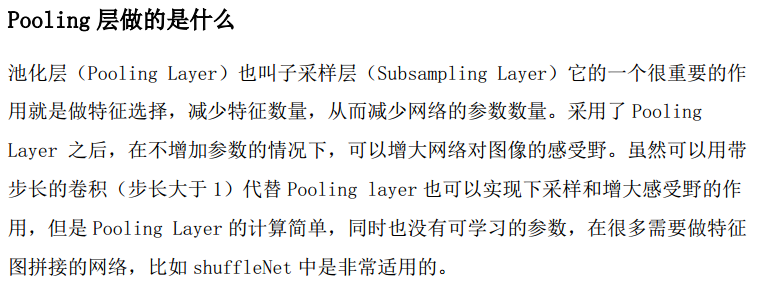 Pooling 层做的是什么
池化层（Pooling Layer）也叫子采样层（Subsampling Layer）它的一个很重要的作
用就是做特征选择，减少特征数量，从而减少网络的参数数量。采用了 Pooling
Layer 之后，在不增加参数的情况下，可以增大网络对图像的感受野。虽然可以用带
步长的卷积（步长大于 1）代替 Pooling layer 也可以实现下采样和增大感受野的作
用，但是 Pooling Layer 的计算简单，同时也没有可学习的参数，在很多需要做特征
图拼接的网络，比如 shuffleNet 中是非常适用的。